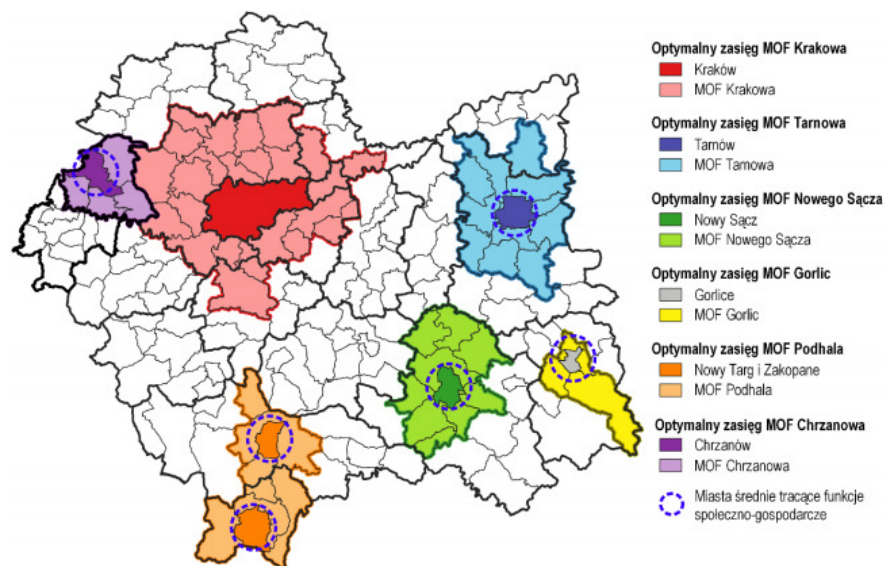 Optymalny zasięg MOF Krakowa
Kraków
MOF Krakowa
Optymalny zasięg MOF Tarnowa
Tarnów
MOF Tarnowa
Optymalny zasięg MOF Nowego Sącza
Nowy Sącz
MOF Nowego Sącza
Optymalny zasięg MOF Gorlic
Gorlice
MOF Gorlic
Optymalny zasięg MOF Podhala
Nowy Targ i Zakopane
MOF Podhala
Optymalny zasięg MOF Chrzanowa
Chrzanów
MOF Chrzanowa
Miasta średnie tracące funkcje
społeczno-gospodarcze